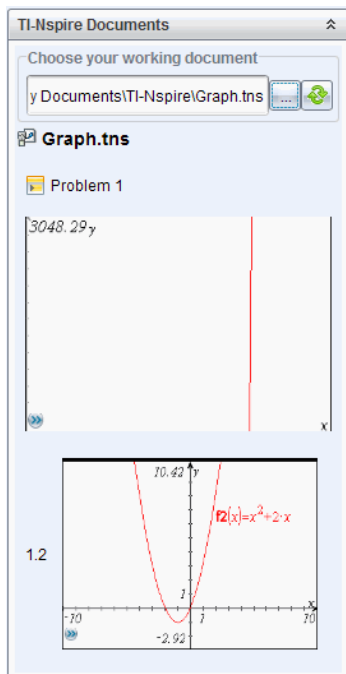 TI-Nspire Documents
Choose your working document
y Documents\TI-Nspire\Graph.tns ...
Graph.tns
Problem 1
3048.29 y
x
1.2
10.42 y
f2(x)=x²+2·x
1
x
-10 1 10
-2.92